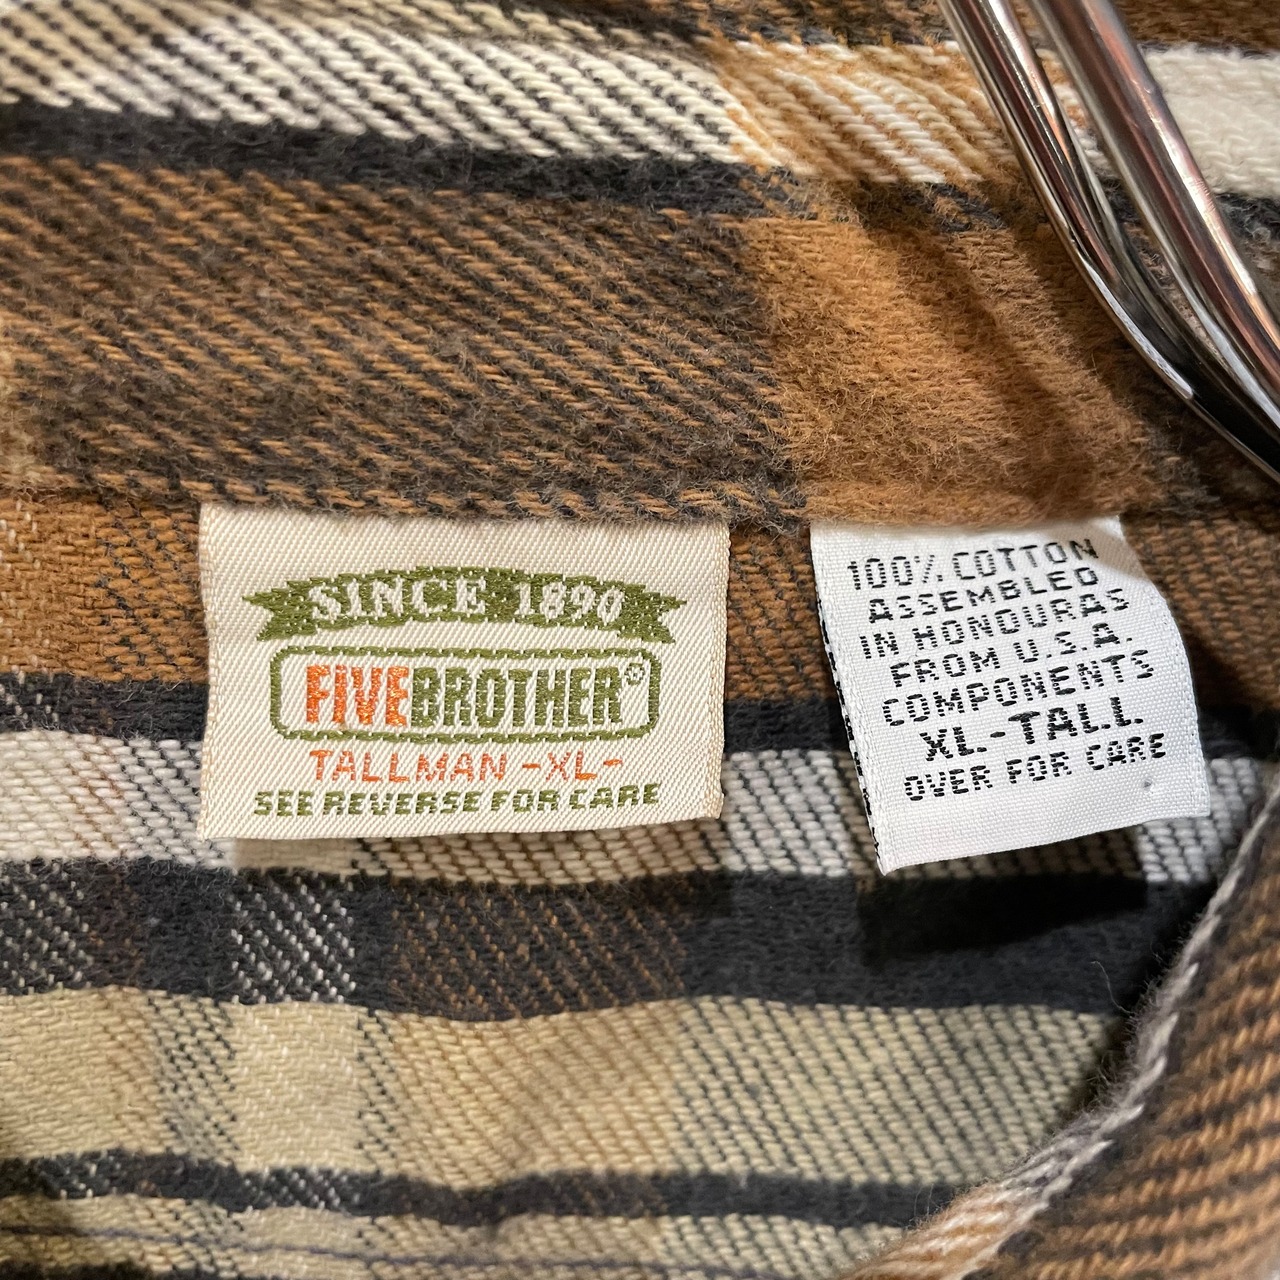 SINCE 1890
FIVEBROTHER®
TALLMAN -XL-
SEE REVERSE FOR CARE
100% COTTON
ASSEMBLED
IN HONOURAS
FROM U.S.A.
COMPONENTS
XL-TALL
OVER FOR CARE